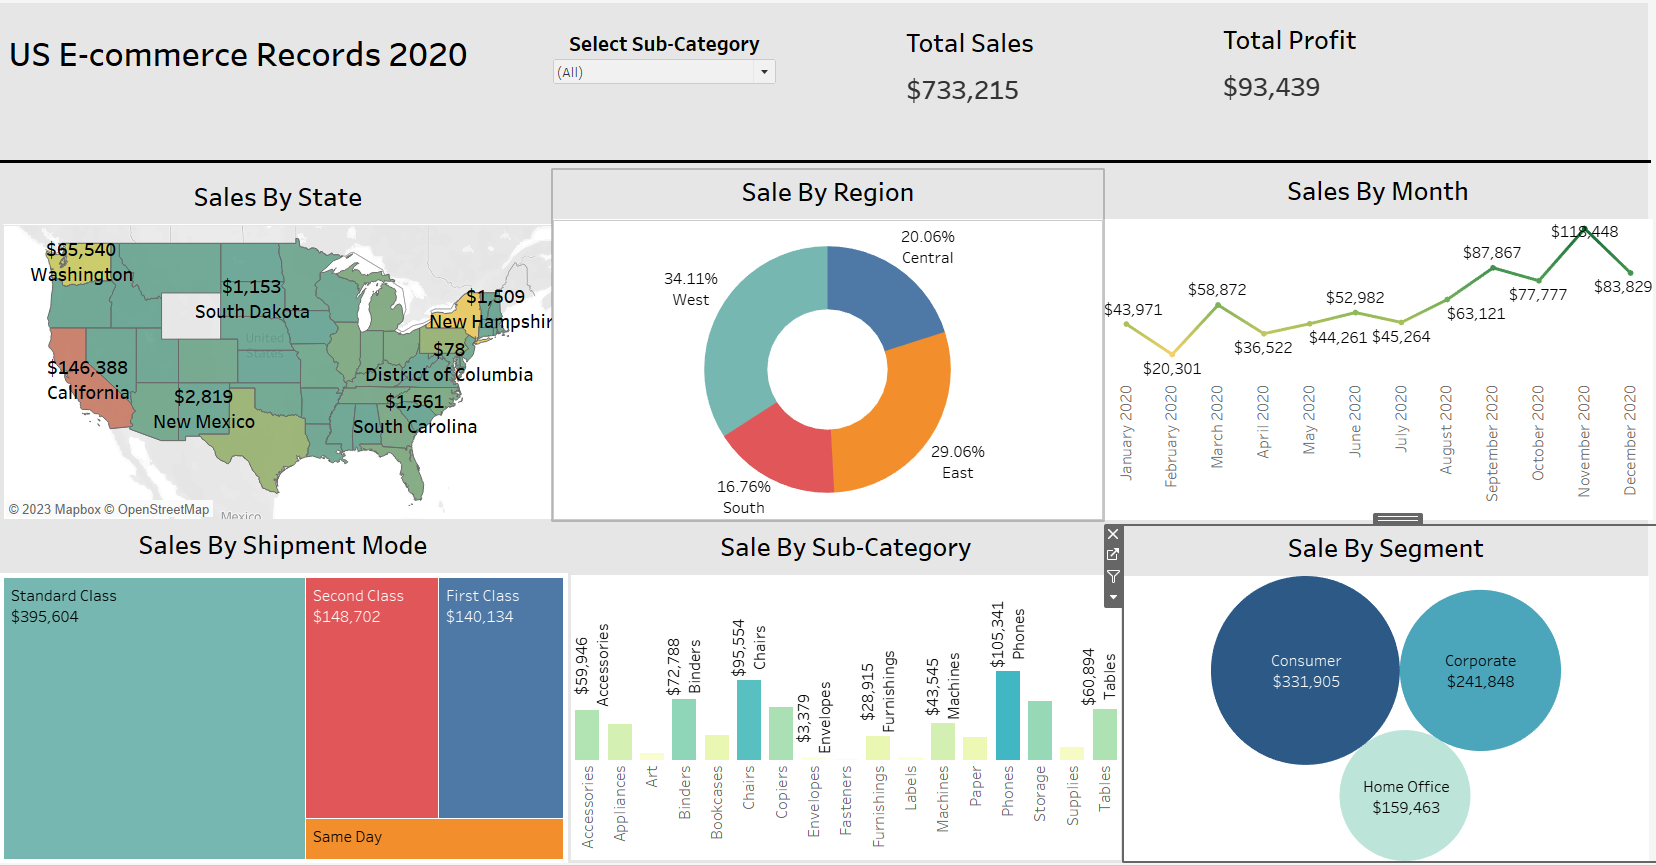 US E-commerce Records 2020
Select Sub-Category
(All)
Total Sales
$733,215
Total Profit
$93,439
Sales By State
$65,540
Washington
$1,153
South Dakota
$1,509
New Hampshir
United
States
$78
District of Columbia
$146,388
California
$2,819
New Mexico
$1,561
South Carolina
© 2023 Mapbox © OpenStreetMap
Mexico
Sale By Region
20.06%
Central
34.11%
West
29.06%
East
16.76%
South
Sales By Month
$43,971
$20,301
$58,872
$36,522
$44,261
$52,982
$45,264
$63,121
$87,867
$77,777
$118,448
$83,829
January 2020
February 2020
March 2020
April 2020
May 2020
June 2020
July 2020
August 2020
September 2020
October 2020
November 2020
December 2020
Sales By Shipment Mode
Standard Class
$395,604
Second Class
$148,702
First Class
$140,134
Same Day
Sale By Sub-Category
$59,946
Accessories
$72,788
Binders
$95,554
Chairs
$3,379
Envelopes
$28,915
Furnishings
$43,545
Machines
$105,341
Phones
$60,894
Tables
Accessories
Appliances
Art
Binders
Bookcases
Chairs
Copiers
Envelopes
Fasteners
Furnishings
Labels
Machines
Paper
Phones
Storage
Supplies
Tables
Sale By Segment
Consumer
$331,905
Corporate
$241,848
Home Office
$159,463